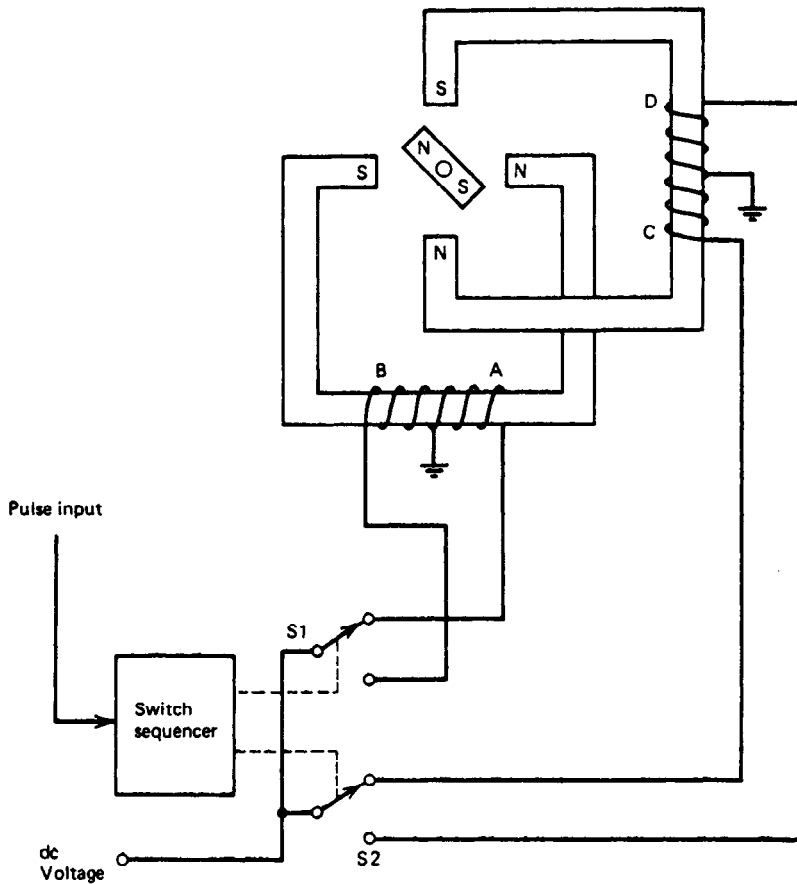 S
D
N
S
N
S
C
N
B
A
Pulse input
S1
Switch
sequencer
dc
Voltage
S2